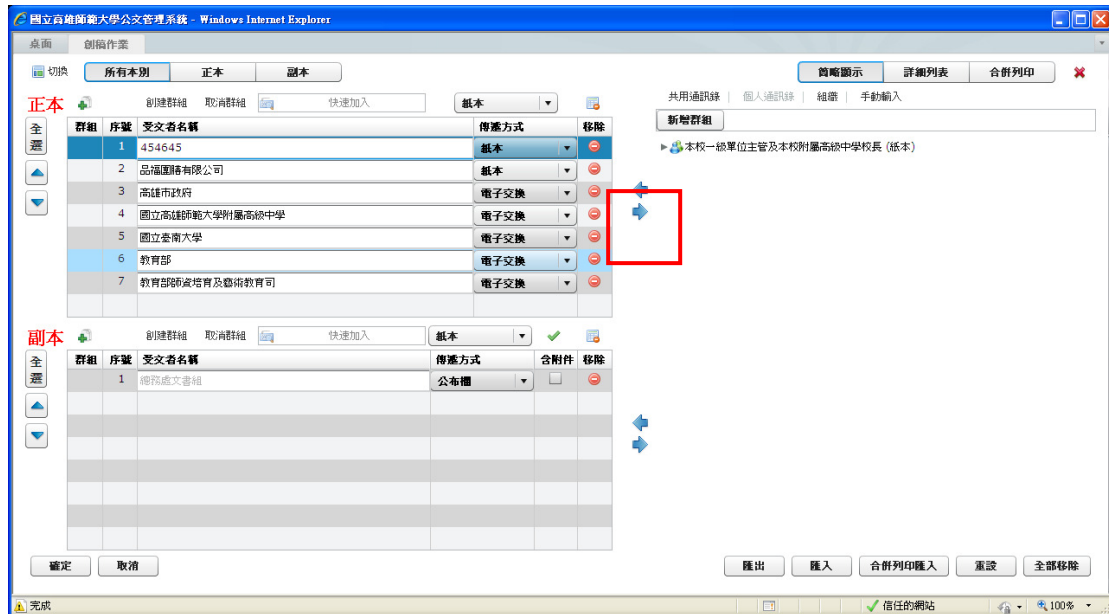 國立高雄師範大學公文管理系統 - Windows Internet Explorer
桌面 創稿作業
切換 所有本別 正本 副本 簡略顯示 詳細列表 合併列印
正本 創建群組 取消群組 快速加入 紙本 共用通訊錄 | 個人通訊錄 | 組織 | 手動輸入
新增群組
全選 群組 序號 受文者名稱 傳遞方式 移除
1 454645 紙本 本校一級單位主管及本校附屬高級中學校長 (紙本)
2 有限公司 紙本
3 高雄市政府 電子交換
4 國立高雄師範大學附屬高級中學 電子交換
5 國立臺南大學 電子交換
6 教育部 電子交換
7 教育部師資培育及藝術教育司 電子交換
副本 創建群組 取消群組 快速加入 紙本
全選 群組 序號 受文者名稱 傳遞方式 含附件 移除
1 總務處文書組 公布欄
確定 取消 匯出 匯入 合併列印匯入 重設 全部移除
完成 信任的網站 100%